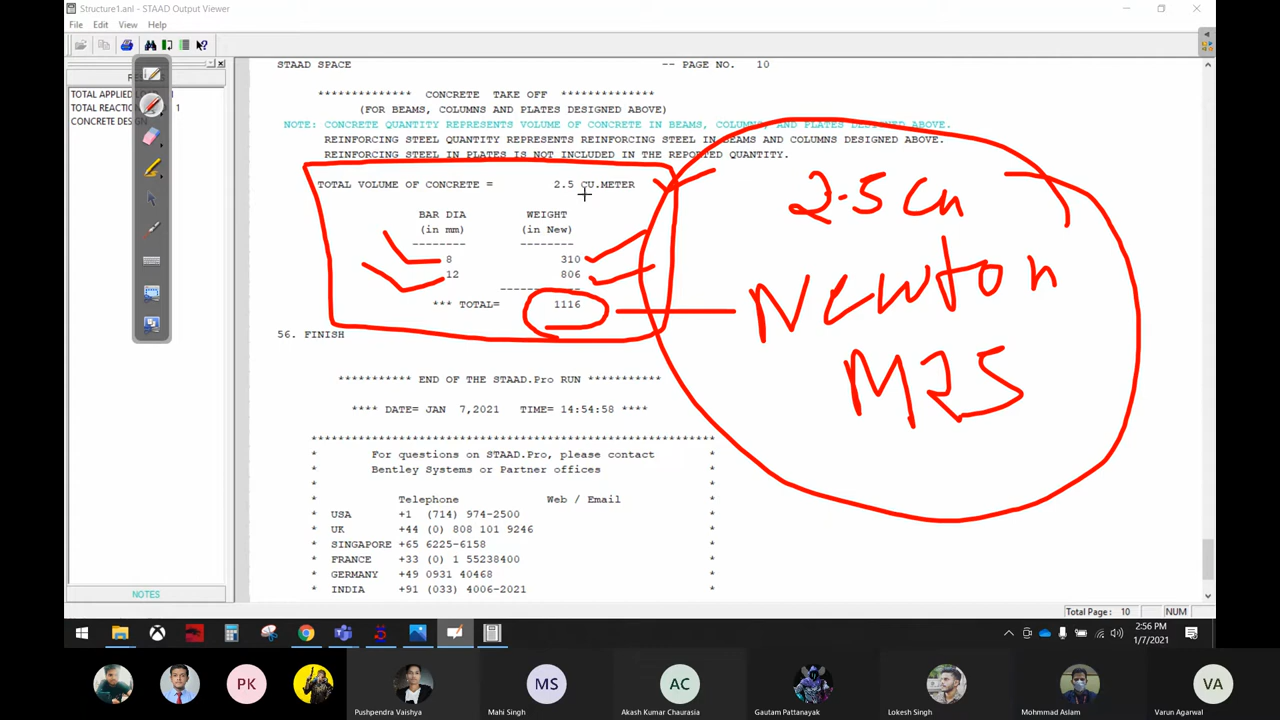 Structure1.anl - STAAD Output Viewer
File Edit View Help
STAAD SPACE -- PAGE NO. 10
************** CONCRETE TAKE OFF **************
(FOR BEAMS, COLUMNS AND PLATES DESIGNED ABOVE)
NOTE: CONCRETE QUANTITY REPRESENTS VOLUME OF CONCRETE IN BEAMS, COLUMNS, AND PLATES DESIGNED ABOVE.
REINFORCING STEEL QUANTITY REPRESENTS REINFORCING STEEL IN BEAMS AND COLUMNS DESIGNED ABOVE.
REINFORCING STEEL IN PLATES IS NOT INCLUDED IN THE REPORTED QUANTITY.
TOTAL VOLUME OF CONCRETE = 2.5 CU.METER
BAR DIA WEIGHT
(in mm) (in New)
-------- --------
8 310
12 806
------------
*** TOTAL= 1116
56. FINISH
*********** END OF THE STAAD.Pro RUN ***********
**** DATE= JAN 7,2021 TIME= 14:54:58 ****
************************************************************
* For questions on STAAD.Pro, please contact *
* Bentley Systems or Partner offices *
* *
* Telephone Web / Email *
* USA +1 (714) 974-2500 *
* UK +44 (0) 808 101 9246 *
* SINGAPORE +65 6225-6158 *
* FRANCE +33 (0) 1 55238400 *
* GERMANY +49 0931 40468 *
* INDIA +91 (033) 4006-2021 *
2.5 Cu
Newton
M25
TOTAL APPLIED
TOTAL REACTIO 1
CONCRETE DESIG
NOTES
Total Page: 10 NUM
2:56 PM
1/7/2021
PK MS AC VA
Pushpendra Vaishya Mahi Singh Akash Kumar Chaurasia Gautam Pattanayak Lokesh Singh Mohmmad Aslam Varun Agarwal